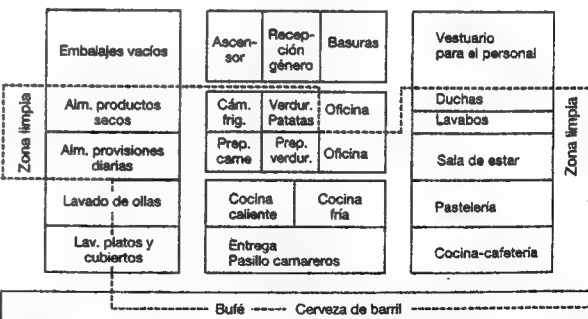 Embalajes vacíos
Ascen-
sor
Recep-
ción
género
Basuras
Vestuario
para el personal
Zona limpia
Alm. productos
secos
Cám.
frig.
Verdur.
Patatas
Oficina
Duchas
Lavabos
Zona limpia
Alm. provisiones
diarias
Prep.
carne
Prep.
verdur.
Oficina
Sala de estar
Lavado de ollas
Cocina
caliente
Cocina
fría
Pastelería
Lav. platos y
cubiertos
Entrega
Pasillo camareros
Cocina-cafetería
Bufé
Cerveza de barril